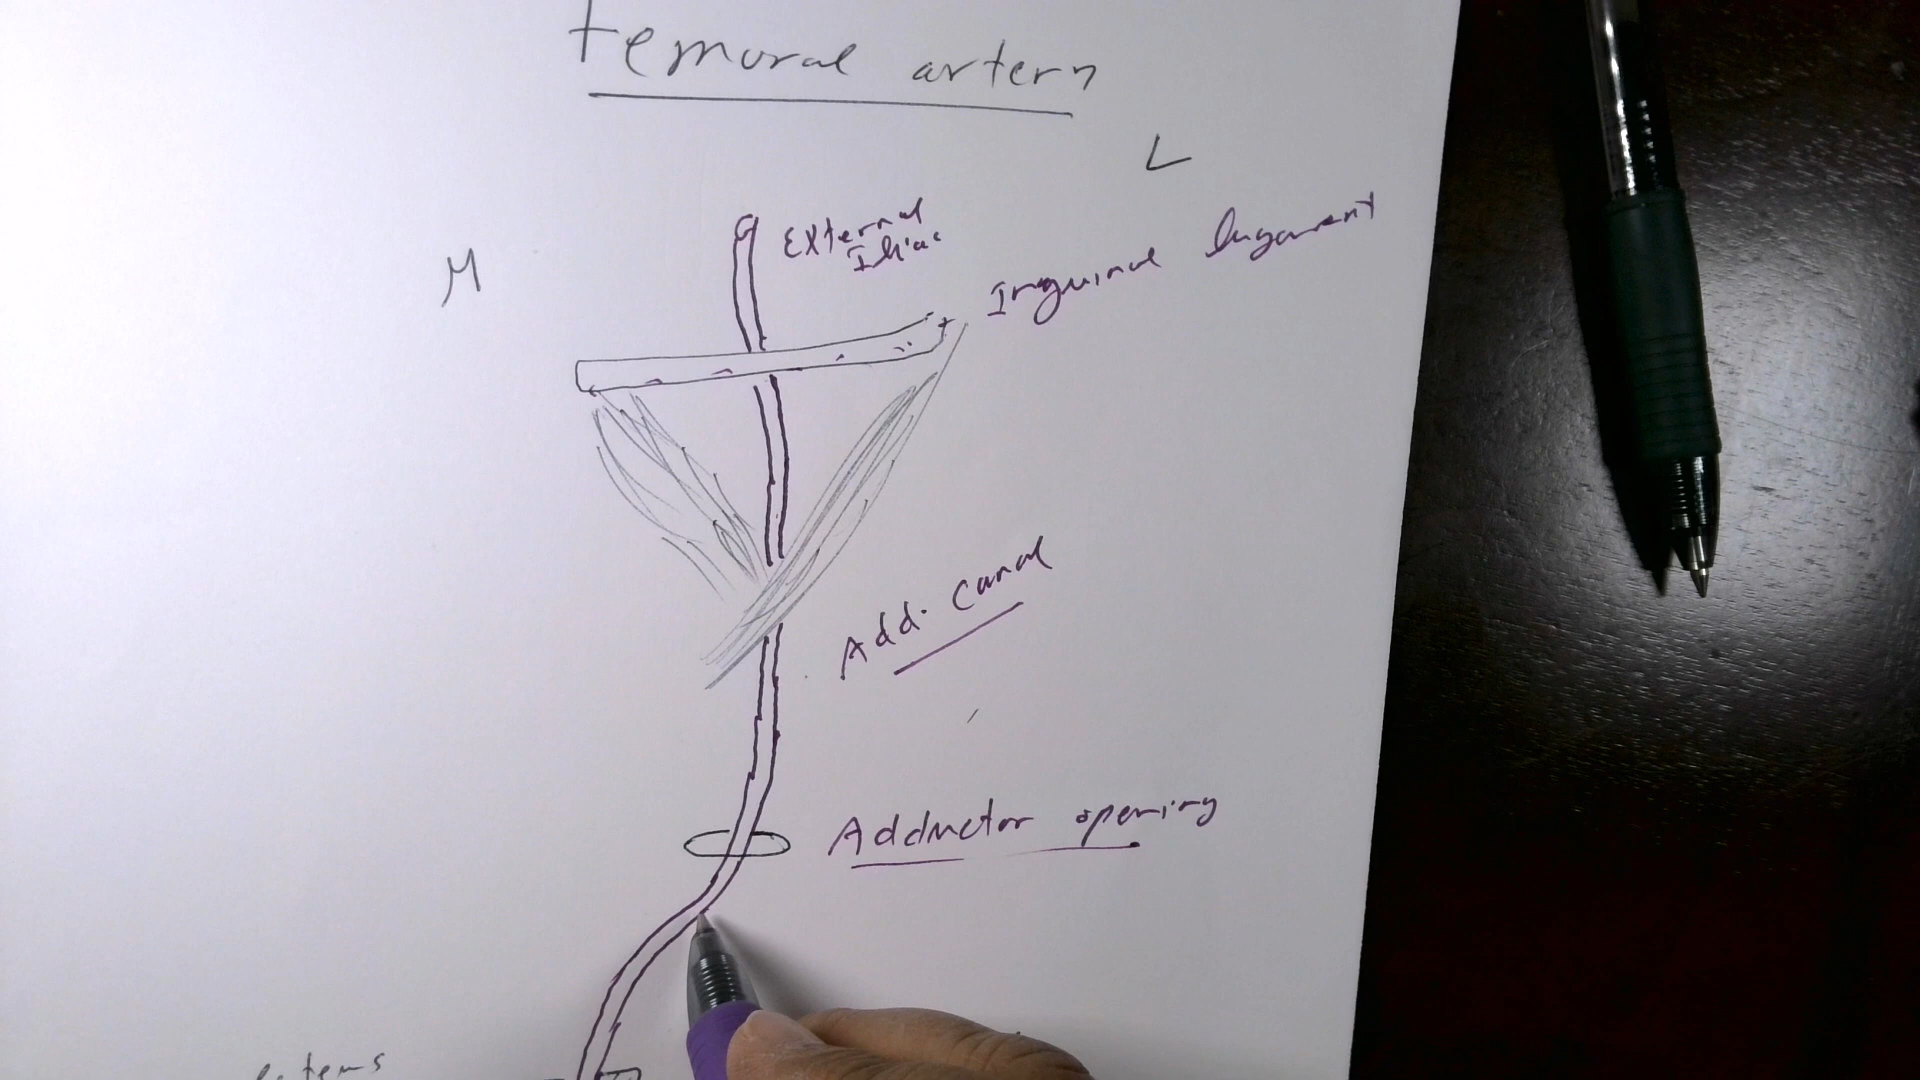 Femoral artery
L
M
External
Iliac
Inguinal ligament
Add. Canal
Adductor opening